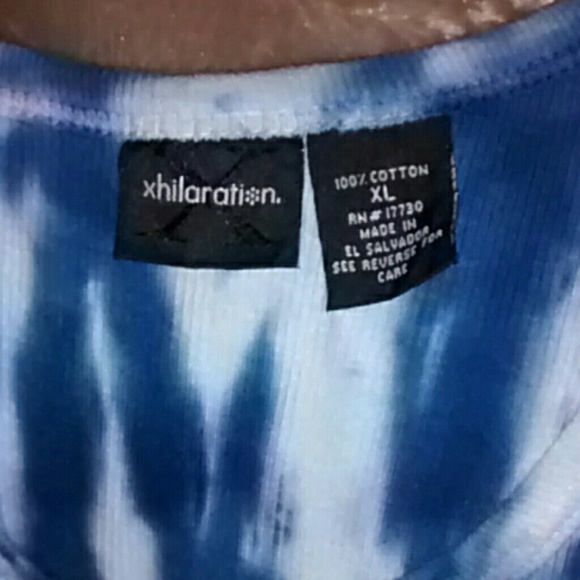 xhilaration.
100% COTTON
XL
RN# 17730
MADE IN
EL SALVADOR
SEE REVERSE FOR
CARE